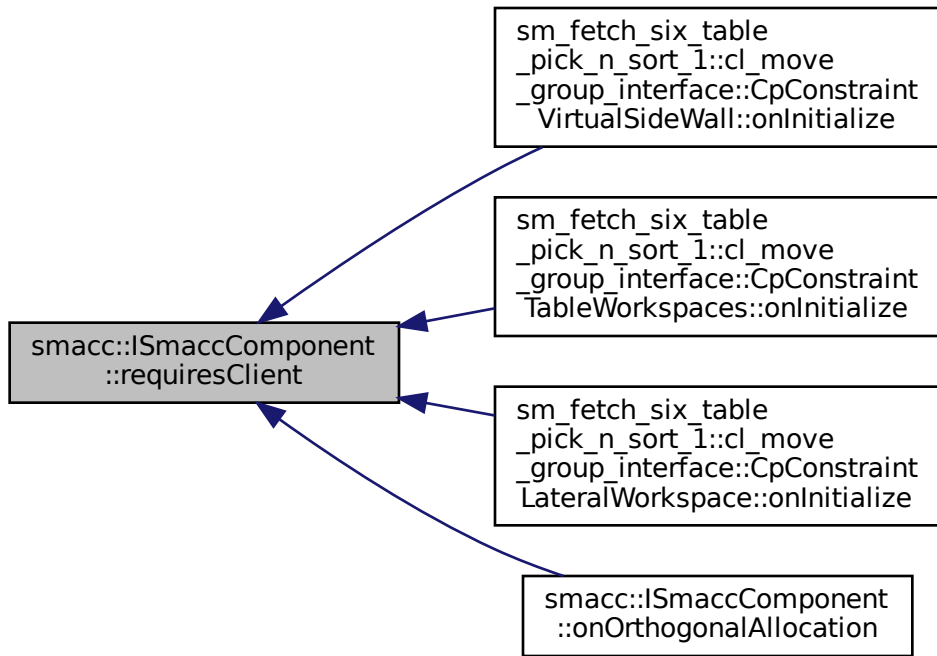 sm_fetch_six_table
_pick_n_sort_1::cl_move
_group_interface::CpConstraint
VirtualSideWall::onInitialize
sm_fetch_six_table
_pick_n_sort_1::cl_move
_group_interface::CpConstraint
TableWorkspaces::onInitialize
smacc::ISmaccComponent
::requiresClient
sm_fetch_six_table
_pick_n_sort_1::cl_move
_group_interface::CpConstraint
LateralWorkspace::onInitialize
smacc::ISmaccComponent
::onOrthogonalAllocation